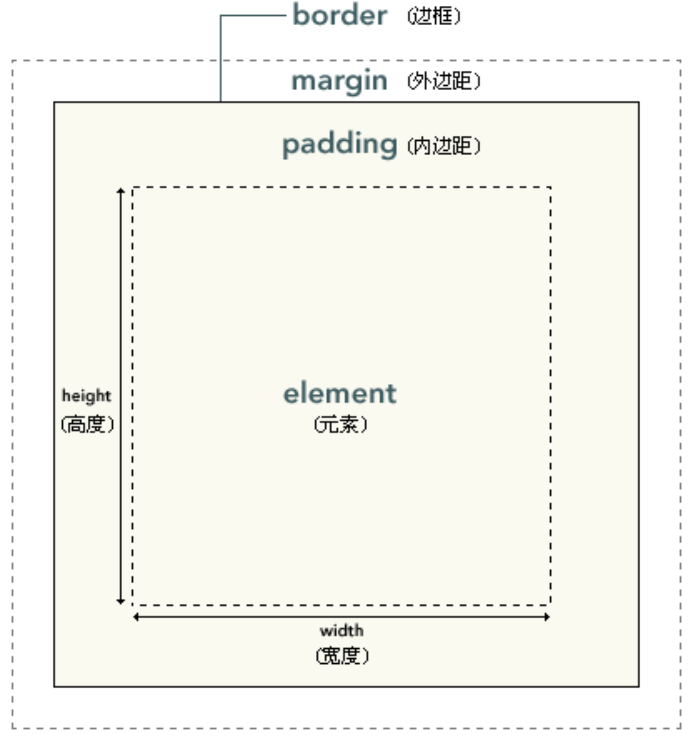 border (边框)
margin (外边距)
padding (内边距)
height
(高度)
element
(元素)
width
(宽度)